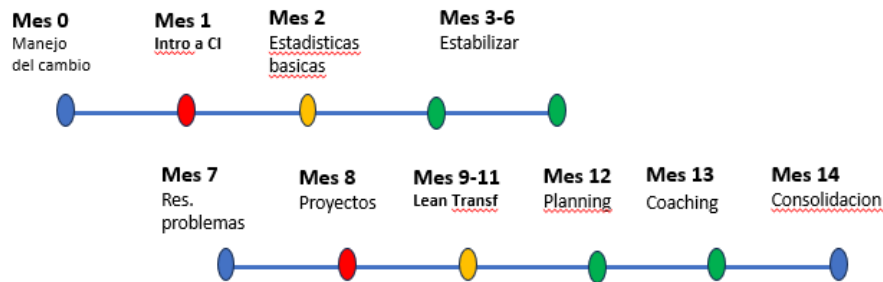 Mes 0
Manejo
del cambio
Mes 1
Intro a CI
Mes 2
Estadisticas
basicas
Mes 3-6
Estabilizar
Mes 7
Res.
problemas
Mes 8
Proyectos
Mes 9-11
Lean Transf
Mes 12
Planning
Mes 13
Coaching
Mes 14
Consolidacion